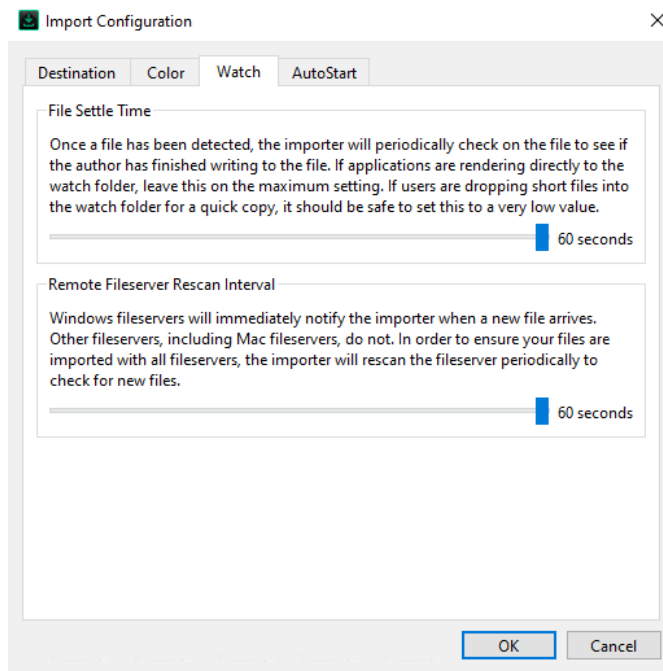 Import Configuration
Destination
Color
Watch
AutoStart
File Settle Time
Once a file has been detected, the importer will periodically check on the file to see if
the author has finished writing to the file. If applications are rendering directly to the
watch folder, leave this on the maximum setting. If users are dropping short files into
the watch folder for a quick copy, it should be safe to set this to a very low value.
60 seconds
Remote Fileserver Rescan Interval
Windows fileservers will immediately notify the importer when a new file arrives.
Other fileservers, including Mac fileservers, do not. In order to ensure your files are
imported with all fileservers, the importer will rescan the fileserver periodically to
check for new files.
60 seconds
OK
Cancel